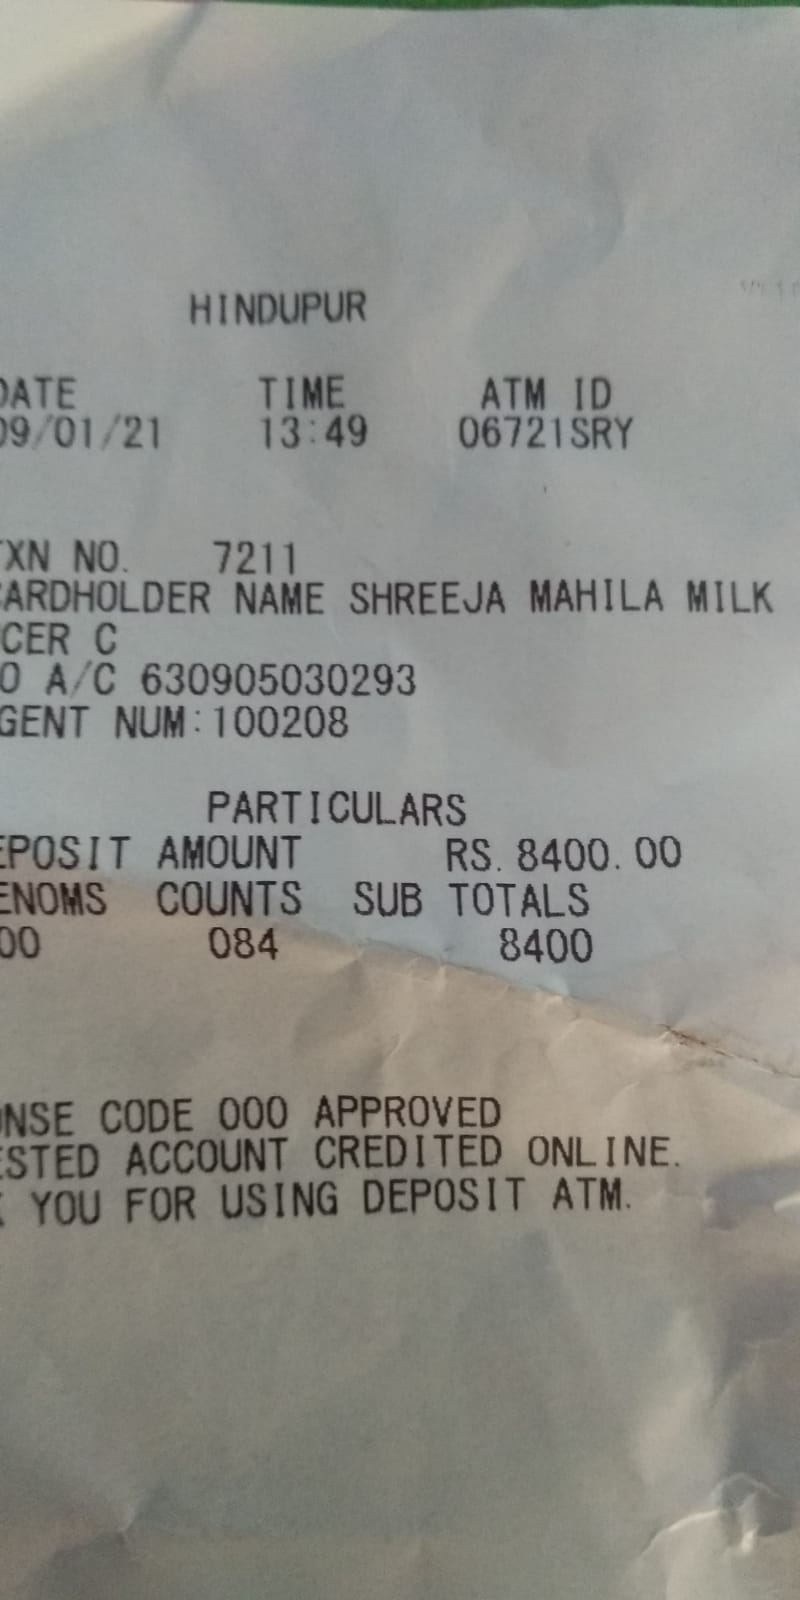 HINDUPUR
DATE TIME ATM ID
09/01/21 13:49 06721SRY
TXN NO. 7211
CARDHOLDER NAME SHREEJA MAHILA MILK
CER C
O A/C 630905030293
GENT NUM:100208
PARTICULARS
EPOSIT AMOUNT RS. 8400.00
ENOMS COUNTS SUB TOTALS
00 084 8400
ONSE CODE 000 APPROVED
ESTED ACCOUNT CREDITED ONLINE.
K YOU FOR USING DEPOSIT ATM.